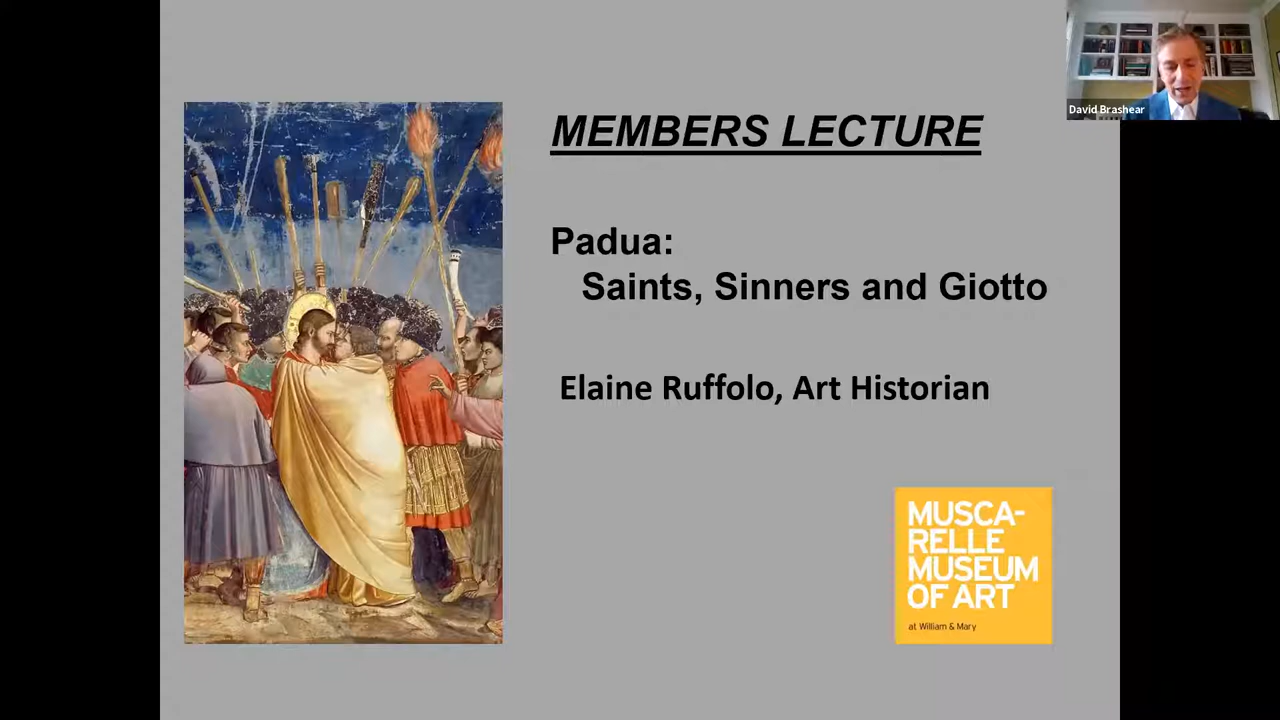 David Brashear
MEMBERS LECTURE
Padua:
Saints, Sinners and Giotto
Elaine Ruffolo, Art Historian
MUSCA-
RELLE
MUSEUM
OF ART
at William & Mary